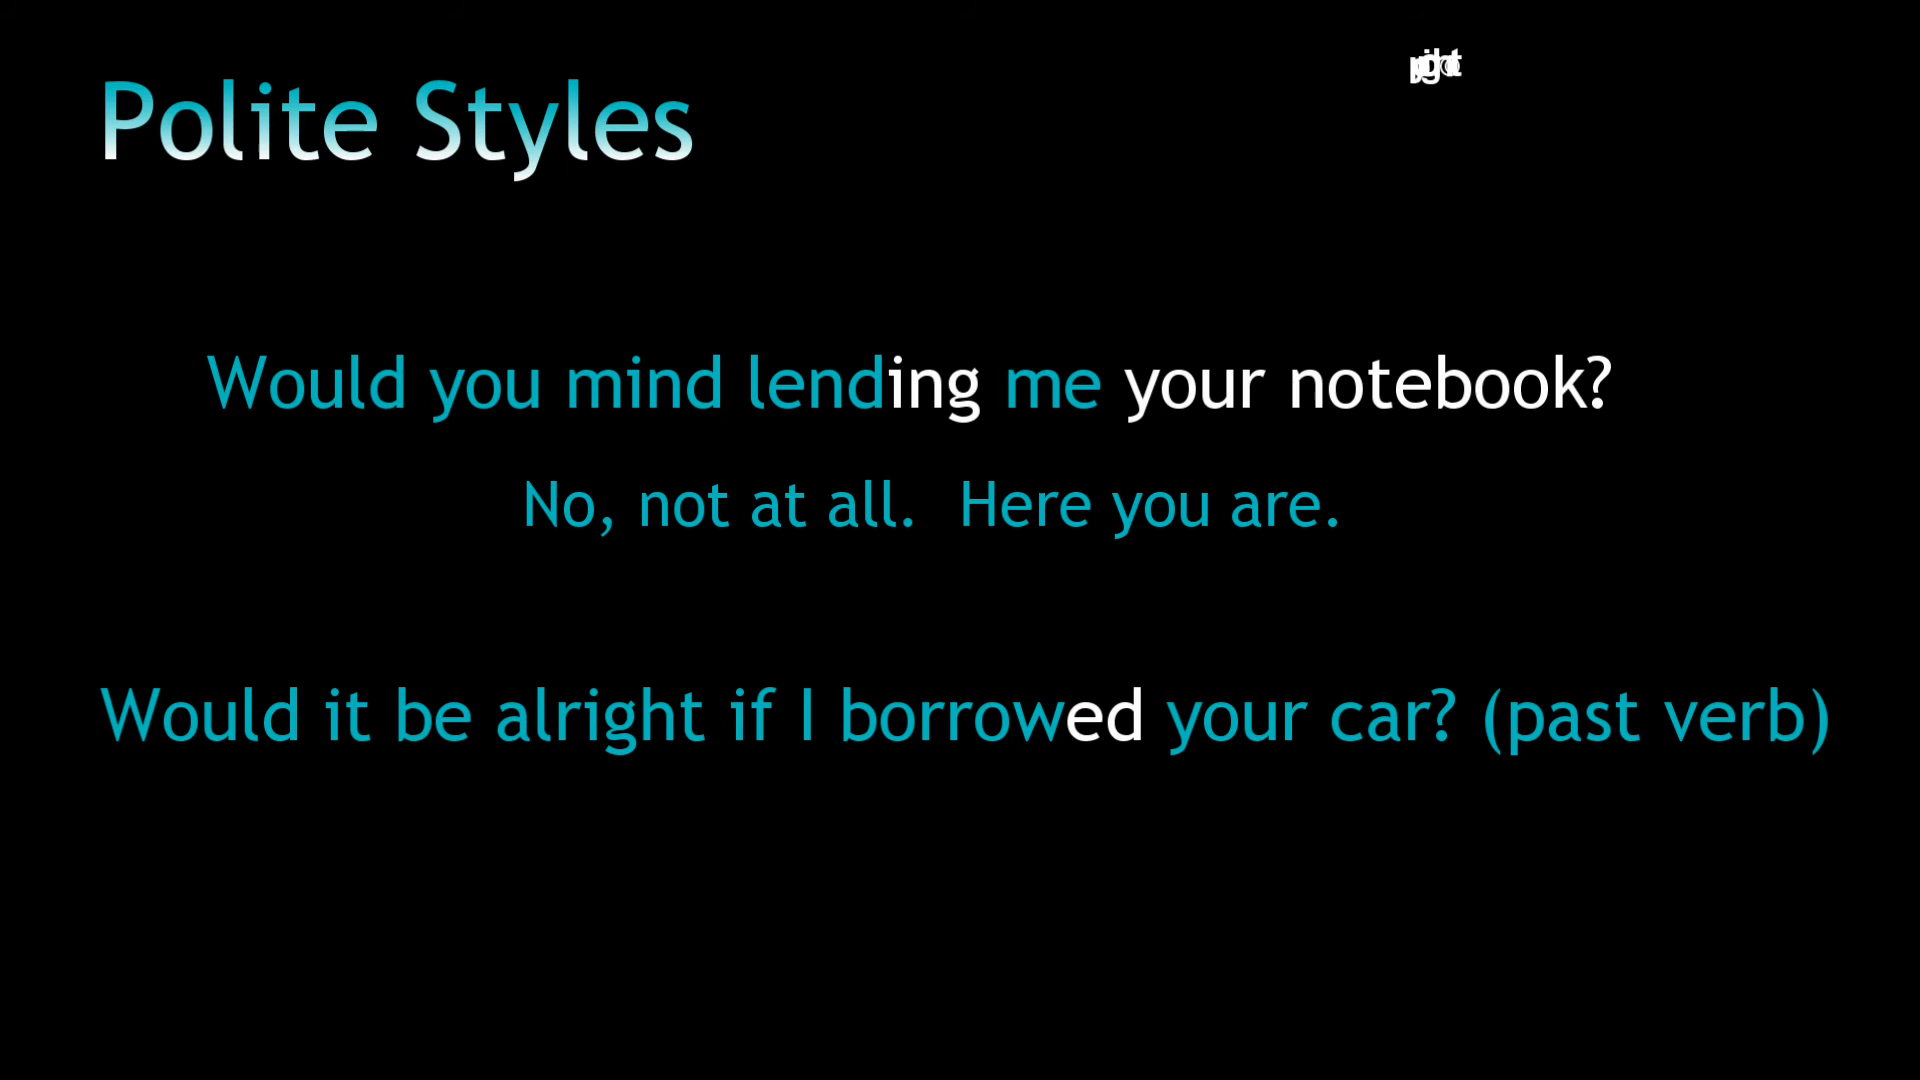 Polite Styles
Would you mind lending me your notebook?
No, not at all. Here you are.
Would it be alright if I borrowed your car? (past verb)